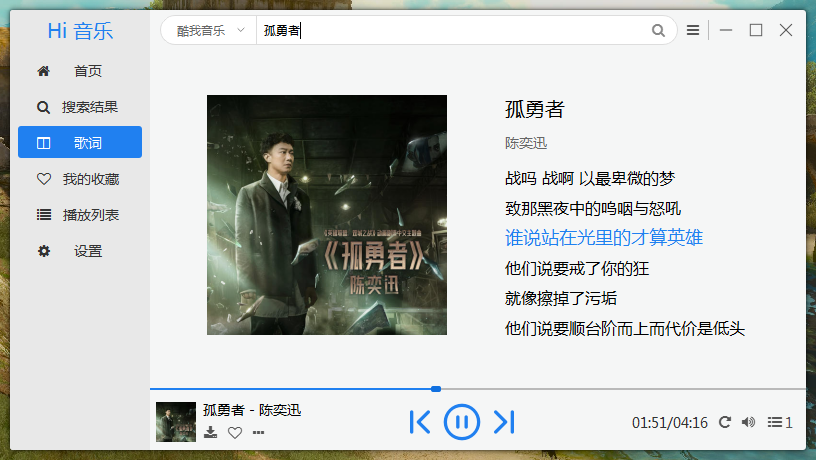 Hi 音乐
酷我音乐
孤勇者
首页
搜索结果
歌词
我的收藏
播放列表
设置
《英雄联盟：双城之战》动画剧集中文主题曲
《孤勇者》
陈奕迅
孤勇者
陈奕迅
战吗 战啊 以最卑微的梦
致那黑夜中的呜咽与怒吼
谁说站在光里的才算英雄
他们说要戒了你的狂
就像擦掉了污垢
他们说要顺台阶而上而代价是低头
孤勇者 - 陈奕迅
01:51/04:16
1